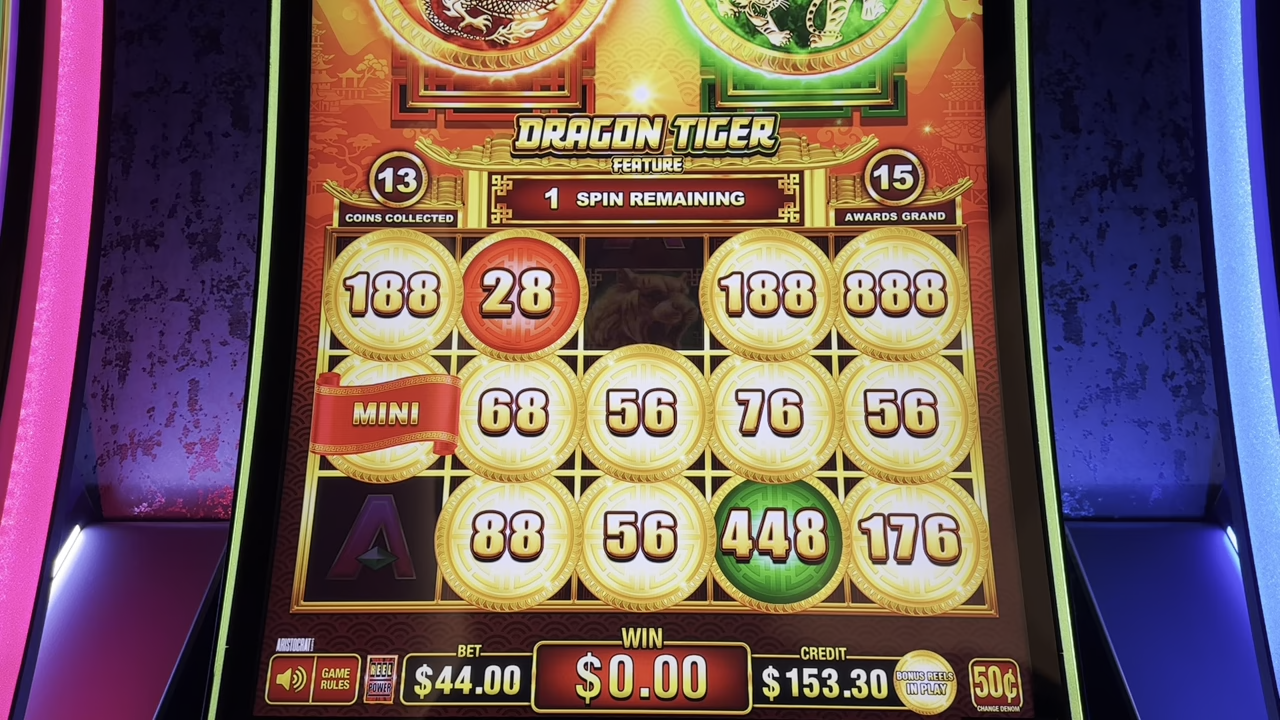 DRAGON TIGER
FEATURE
13
COINS COLLECTED
1 SPIN REMAINING
15
AWARDS GRAND
188
28
188
888
MINI
68
56
76
56
A
88
56
448
176
ARISTOCRAT
GAME
RULES
REEL
POWER
BET
$44.00
WIN
$0.00
CREDIT
$153.30
BONUS REELS
IN PLAY
50¢
CHANGE DENOM